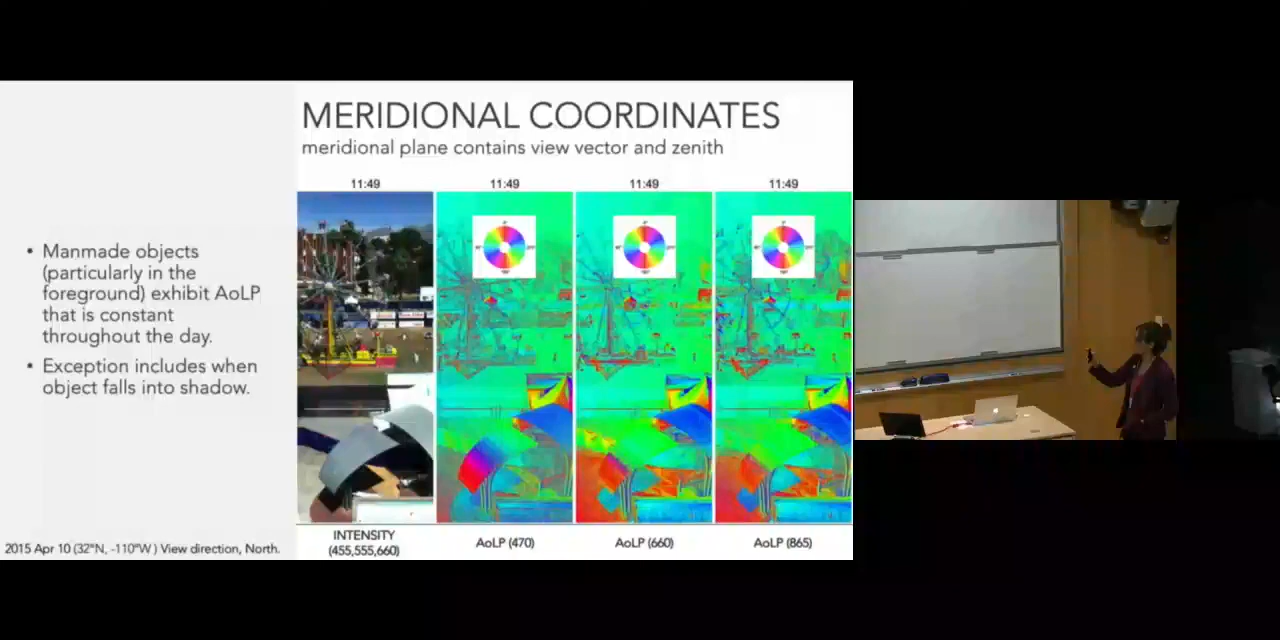 MERIDIONAL COORDINATES
meridional plane contains view vector and zenith
11:49
11:49
11:49
11:49
• Manmade objects
(particularly in the
foreground) exhibit AoLP
that is constant
throughout the day.
• Exception includes when
object falls into shadow.
INTENSITY
(455,555,660)
AoLP (470)
AoLP (660)
AoLP (865)
2015 Apr 10 (32°N, -110°W ) View direction, North.